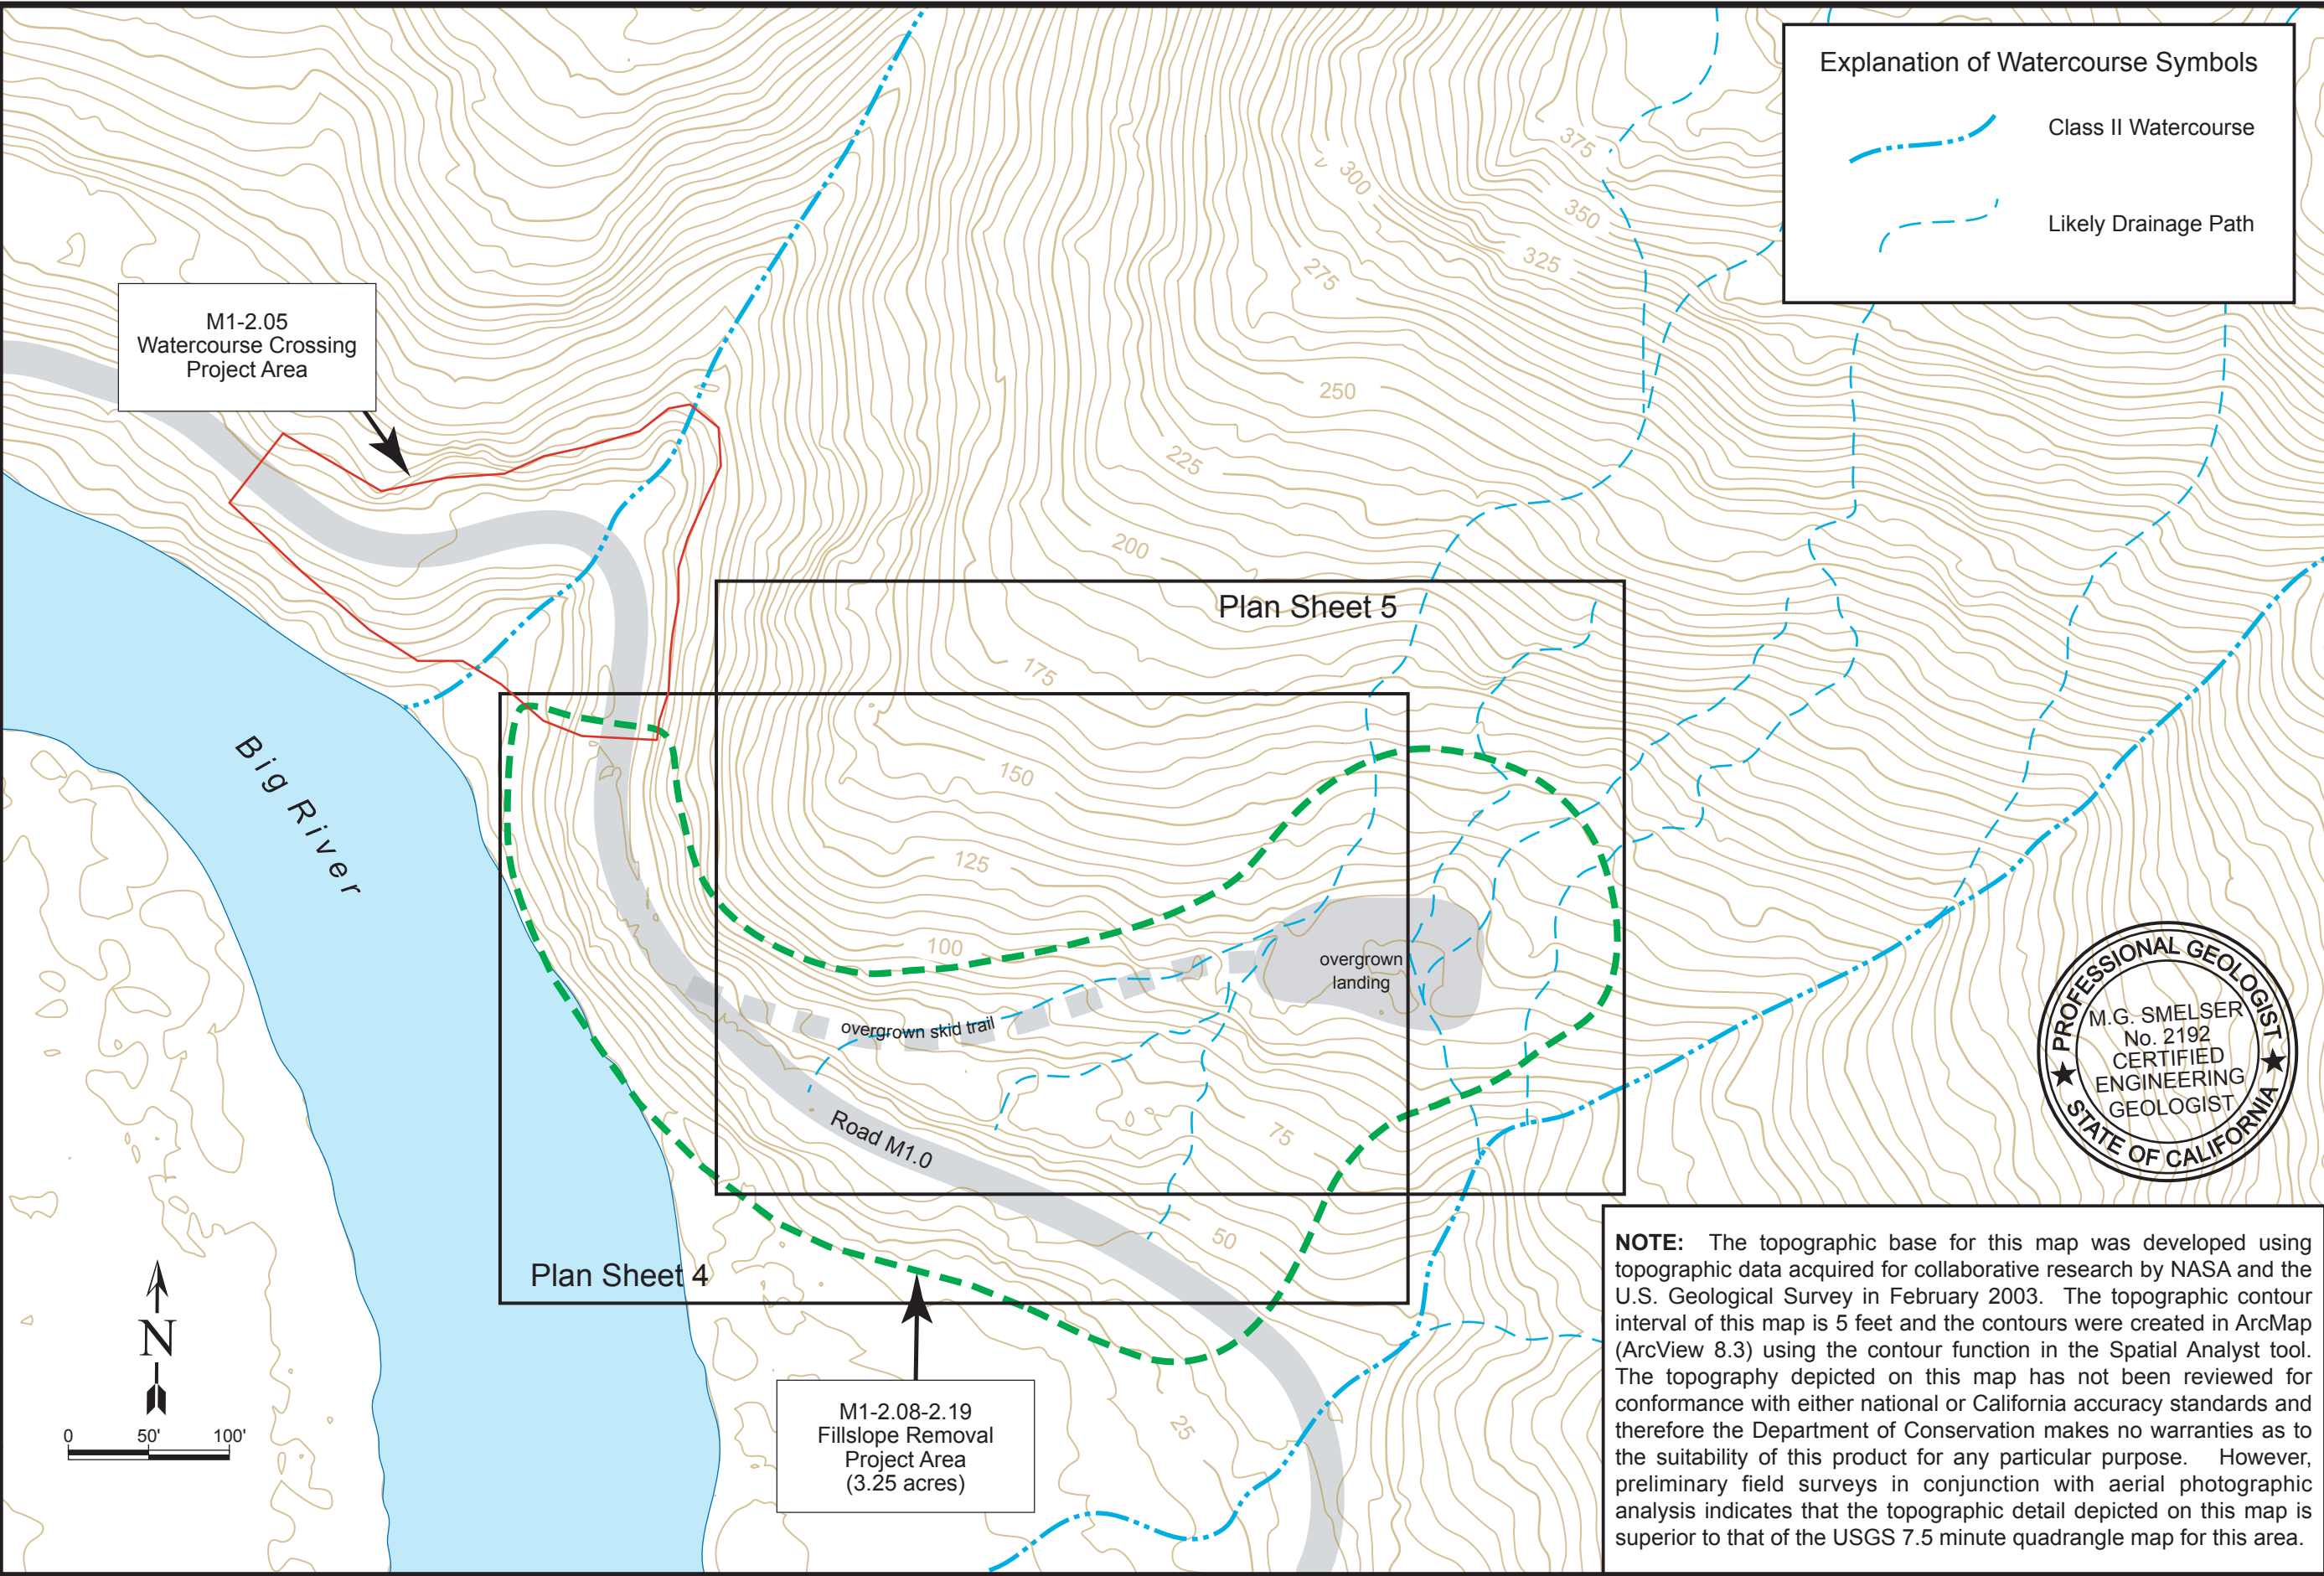 Explanation of Watercourse Symbols
Class II Watercourse
Likely Drainage Path
M1-2.05
Watercourse Crossing
Project Area
375
300
350
325
275
250
225
200
175
150
125
100
75
50
25
Plan Sheet 5
Big River
overgrown
landing
overgrown skid trail
Road M1.0
Plan Sheet 4
N
0 50' 100'
M1-2.08-2.19
Fillslope Removal
Project Area
(3.25 acres)
PROFESSIONAL GEOLOGIST
M.G. SMELSER
No. 2192
CERTIFIED
ENGINEERING
GEOLOGIST
STATE OF CALIFORNIA
NOTE: The topographic base for this map was developed using
topographic data acquired for collaborative research by NASA and the
U.S. Geological Survey in February 2003. The topographic contour
interval of this map is 5 feet and the contours were created in ArcMap
(ArcView 8.3) using the contour function in the Spatial Analyst tool.
The topography depicted on this map has not been reviewed for
conformance with either national or California accuracy standards and
therefore the Department of Conservation makes no warranties as to
the suitability of this product for any particular purpose. However,
preliminary field surveys in conjunction with aerial photographic
analysis indicates that the topographic detail depicted on this map is
superior to that of the USGS 7.5 minute quadrangle map for this area.